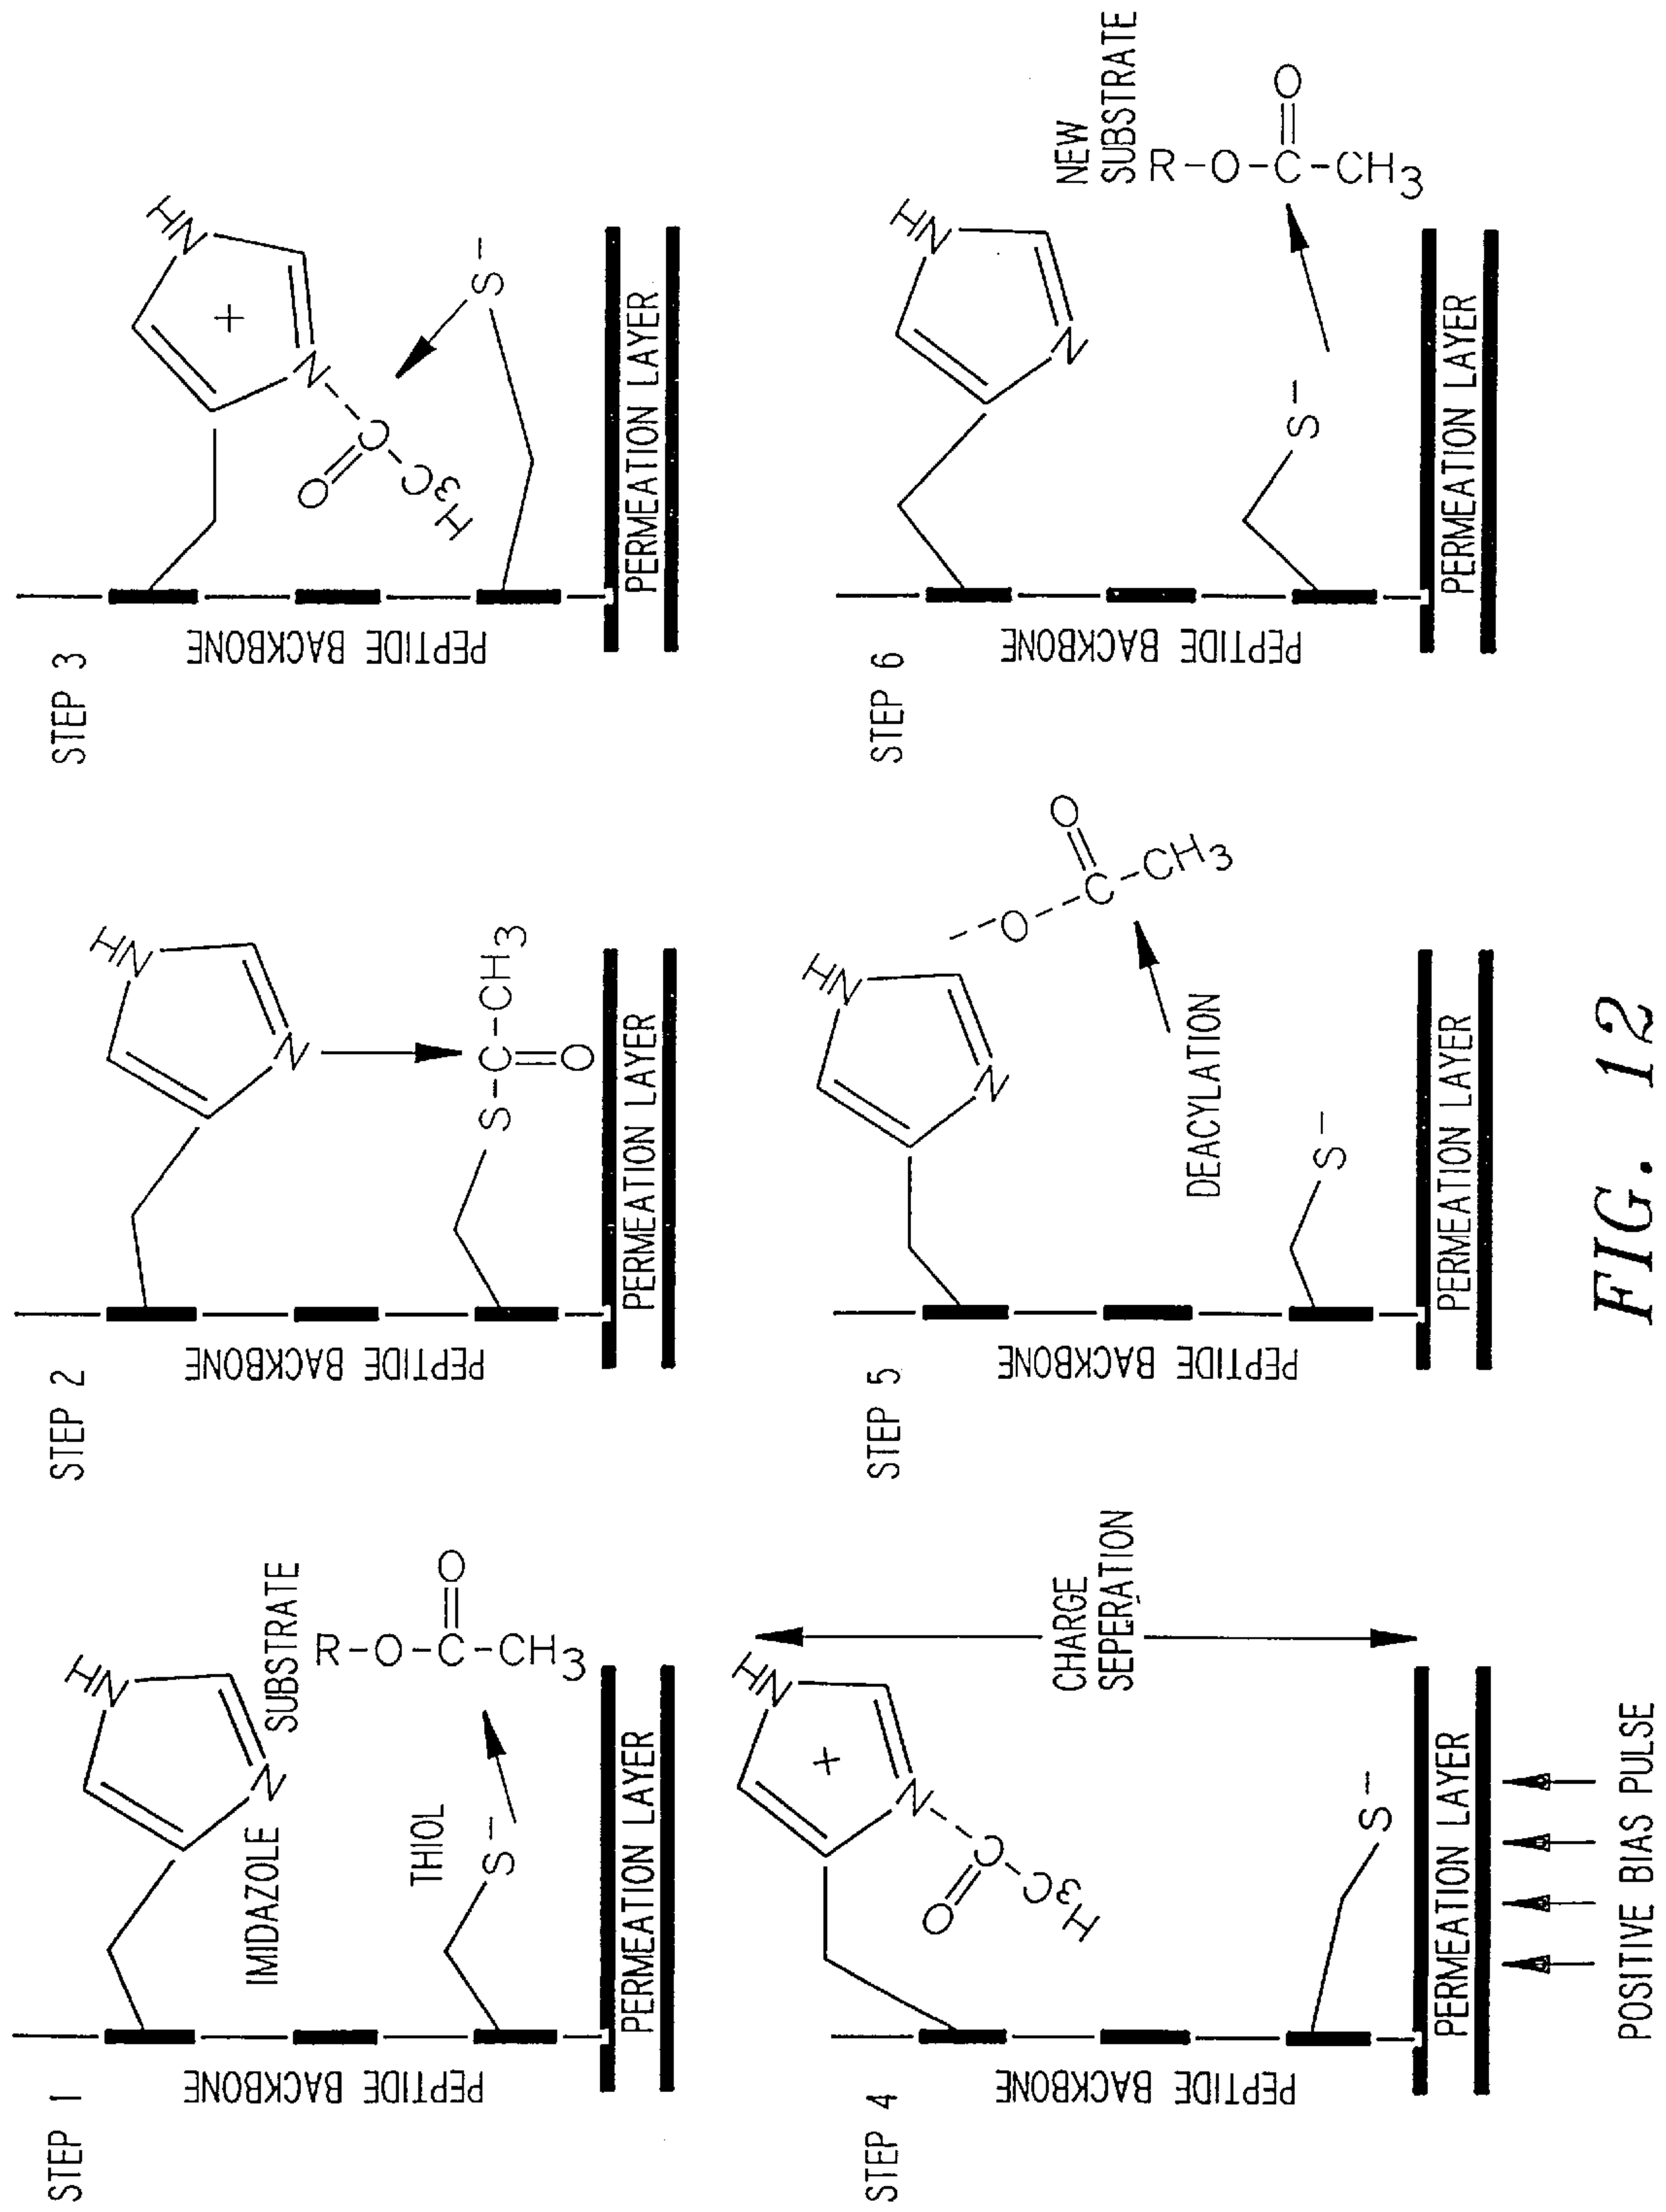 STEP 1
PEPTIDE BACKBONE
IMIDAZOLE
HN
N
SUBSTRATE
R-O-C=O
-CH3
THIOL
S-
PERMEATION LAYER
STEP 2
PEPTIDE BACKBONE
HN
N
S-C-CH3
O
PERMEATION LAYER
STEP 3
PEPTIDE BACKBONE
HN
+
N
C
O
H3C
S-
PERMEATION LAYER
STEP 4
PEPTIDE BACKBONE
HN
+
N
C
O
H3C
S-
CHARGE
SEPERATION
PERMEATION LAYER
POSITIVE BIAS PULSE
STEP 5
PEPTIDE BACKBONE
HN
N
-O-C=O
-CH3
DEACYLATION
S-
PERMEATION LAYER
STEP 6
PEPTIDE BACKBONE
HN
N
NEW
SUBSTRATE
R-O-C=O
-CH3
S-
PERMEATION LAYER
FIG. 12